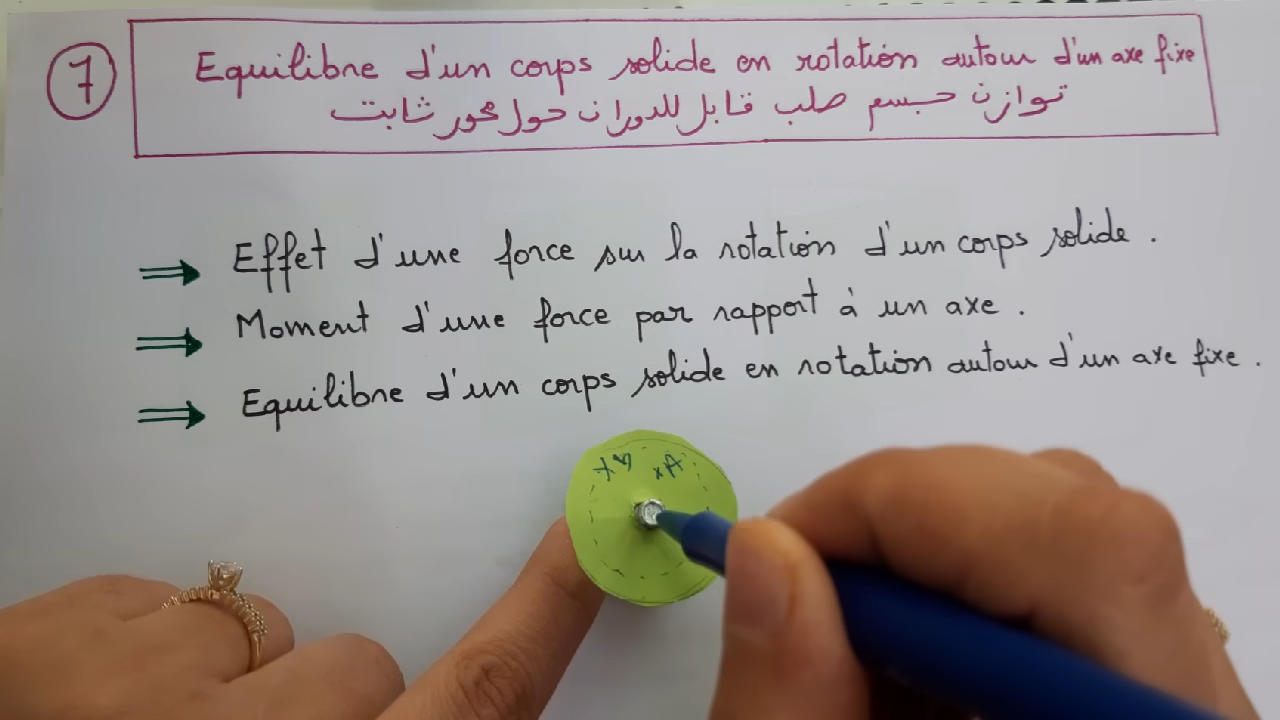 7
Equilibre d'un corps solide en rotation autour d'un axe fixe
توازن جسم صلب قابل للدوران حول محور ثابت
⇒ Effet d'une force sur la rotation d'un corps solide.
⇒ Moment d'une force par rapport à un axe.
⇒ Equilibre d'un corps solide en rotation autour d'un axe fixe.
xA